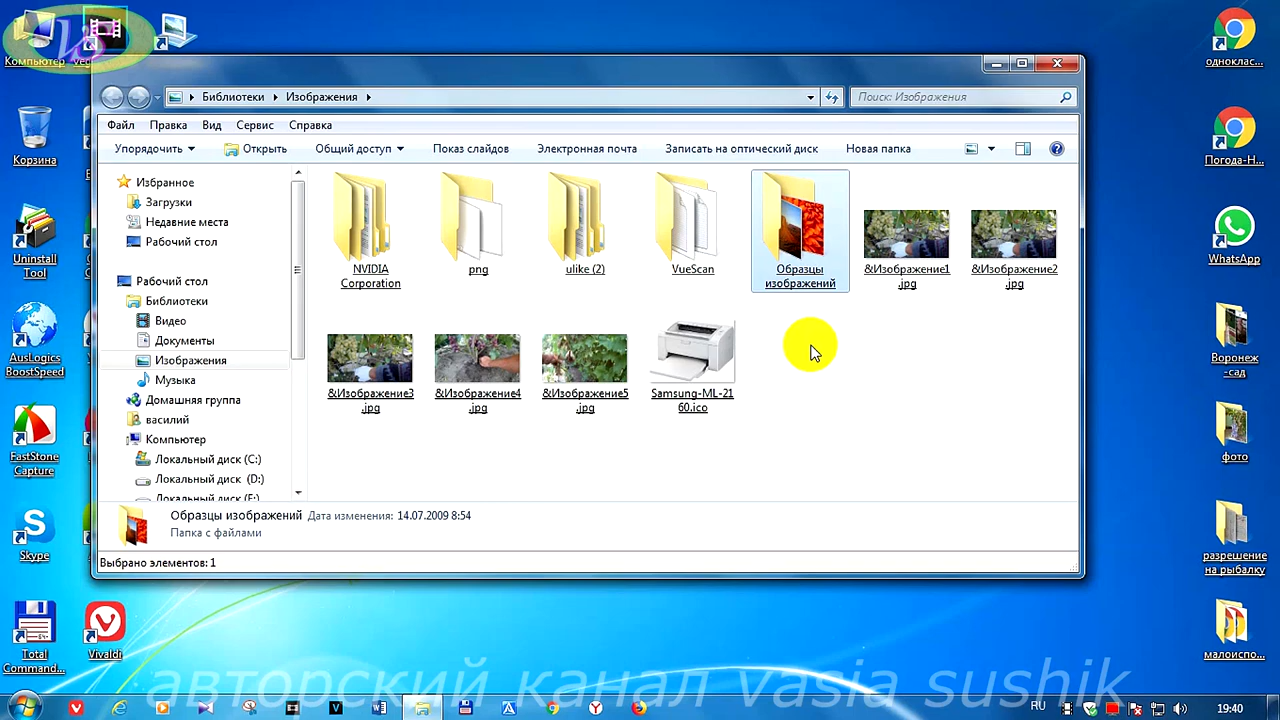 Компьютер
Корзина
Uninstall
Tool
AusLogics
BoostSpeed
FastStone
Capture
Skype
Total
Command...
Vivaldi
Библиотеки
Изображения
Поиск: Изображения
Файл Правка Вид Сервис Справка
Упорядочить Открыть Общий доступ Показ слайдов Электронная почта Записать на оптический диск Новая папка
Избранное
Загрузки
Недавние места
Рабочий стол
Рабочий стол
Библиотеки
Видео
Документы
Изображения
Музыка
Домашняя группа
василий
Компьютер
Локальный диск (C:)
Локальный диск (D:)
Локальный диск (E:)
NVIDIA
Corporation
png
ulike (2)
VueScan
Образцы
изображений
&Изображение1
.jpg
&Изображение2
.jpg
&Изображение3
.jpg
&Изображение4
.jpg
&Изображение5
.jpg
Samsung-ML-21
60.ico
Образцы изображений Дата изменения: 14.07.2009 8:54
Папка с файлами
Выбрано элементов: 1
одноклас...
Погода-Н...
WhatsApp
Воронеж
-сад
фото
разрешение
на рыбалку
малоиспо...
авторский канал vasia sushik
RU
19:40